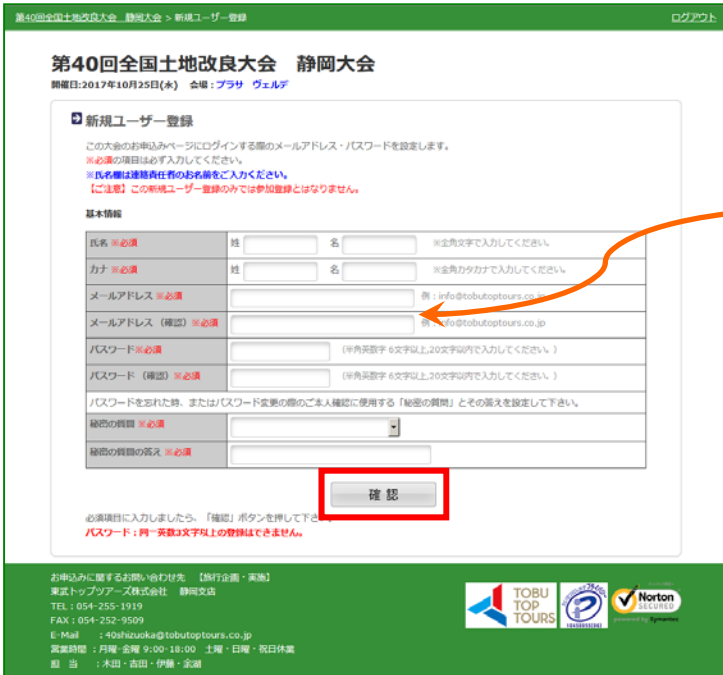 第40回全国土地改良大会　静岡大会 > 新規ユーザー登録
ログアウト
第40回全国土地改良大会　静岡大会
開催日:2017年10月25日(水)　会場：プラサ　ヴェルデ
新規ユーザー登録
この大会のお申込みページにログインする際のメールアドレス・パスワードを設定します。
※必須の項目は必ず入力してください。
※氏名欄は連絡責任者のお名前をご入力ください。
【ご注意】この新規ユーザー登録のみでは参加登録とはなりません。
基本情報
氏名 ※必須 姓 名 ※全角文字で入力してください。
カナ ※必須 姓 名 ※全角カタカナで入力してください。
メールアドレス ※必須 例：info@tobutoptours.co.jp
メールアドレス（確認）※必須 例：info@tobutoptours.co.jp
パスワード※必須 （半角英数字 6文字以上,20文字以内で入力してください。）
パスワード（確認）※必須 （半角英数字 6文字以上,20文字以内で入力してください。）
パスワードを忘れた時、またはパスワード変更の際のご本人確認に使用する「秘密の質問」とその答えを設定して下さい。
秘密の質問 ※必須
秘密の質問の答え ※必須
確 認
必須項目に入力しましたら、「確認」ボタンを押して下さ
パスワード：同一英数3文字以上の登録はできません。
お申込みに関するお問い合わせ先　【旅行企画・実施】
東武トップツアーズ株式会社　静岡支店
TEL：054-255-1919
FAX：054-252-9509
E-Mail　：40shizuoka@tobutoptours.co.jp
営業時間　：月曜-金曜 9:00-18:00　土曜・日曜・祝日休業
担　当　：木田・吉田・伊藤・余湖
TOBU
TOP
TOURS
Norton
SECURED
powered by Symantec